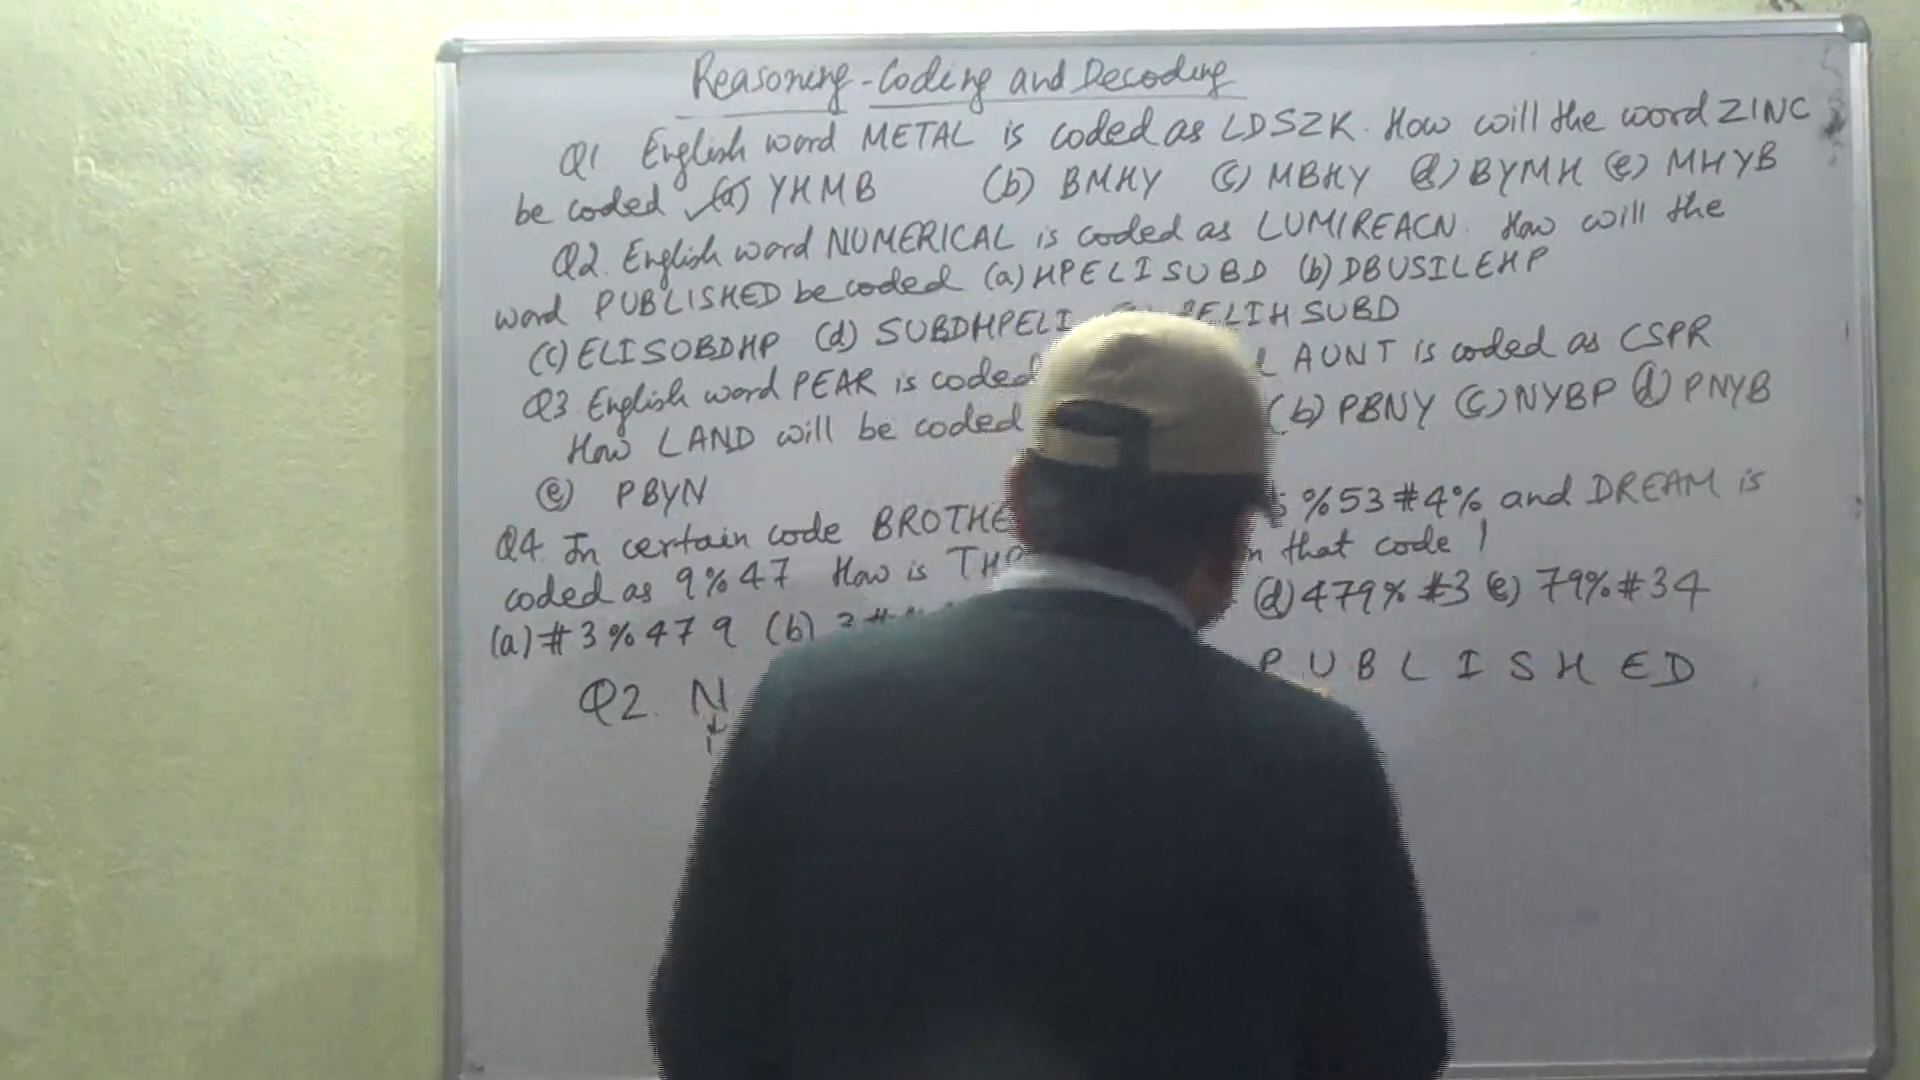 Reasoning - Coding and Decoding
Q1 English word METAL is coded as LDSZK. How will the word ZINC
be coded (a) YHMB (b) BMHY (c) MBHY (d) BYMH (e) MHYB
Q2. English word NUMERICAL is coded as LUMIREACN. How will the
word PUBLISHED be coded (a) HPELISUBD (b) DBUSILEHP
(c) ELISOBDHP (d) SUBDHPELI PELIHSUBD
Q3 English word PEAR is coded AUNT is coded as CSPR
How LAND will be coded (b) PBNY (c) NYBP (d) PNYB
(e) PBYN
Q4. In certain code BROTHE %53#4% and DREAM is
coded as 9%47 How is that code !
(a) #3%479 (b) (d) 479%#3 (e) 79%#34
Q2. N P U B L I S H E D